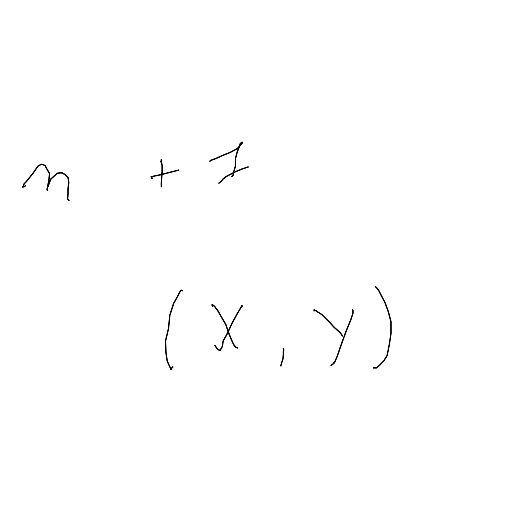 m + 1
(X, Y)